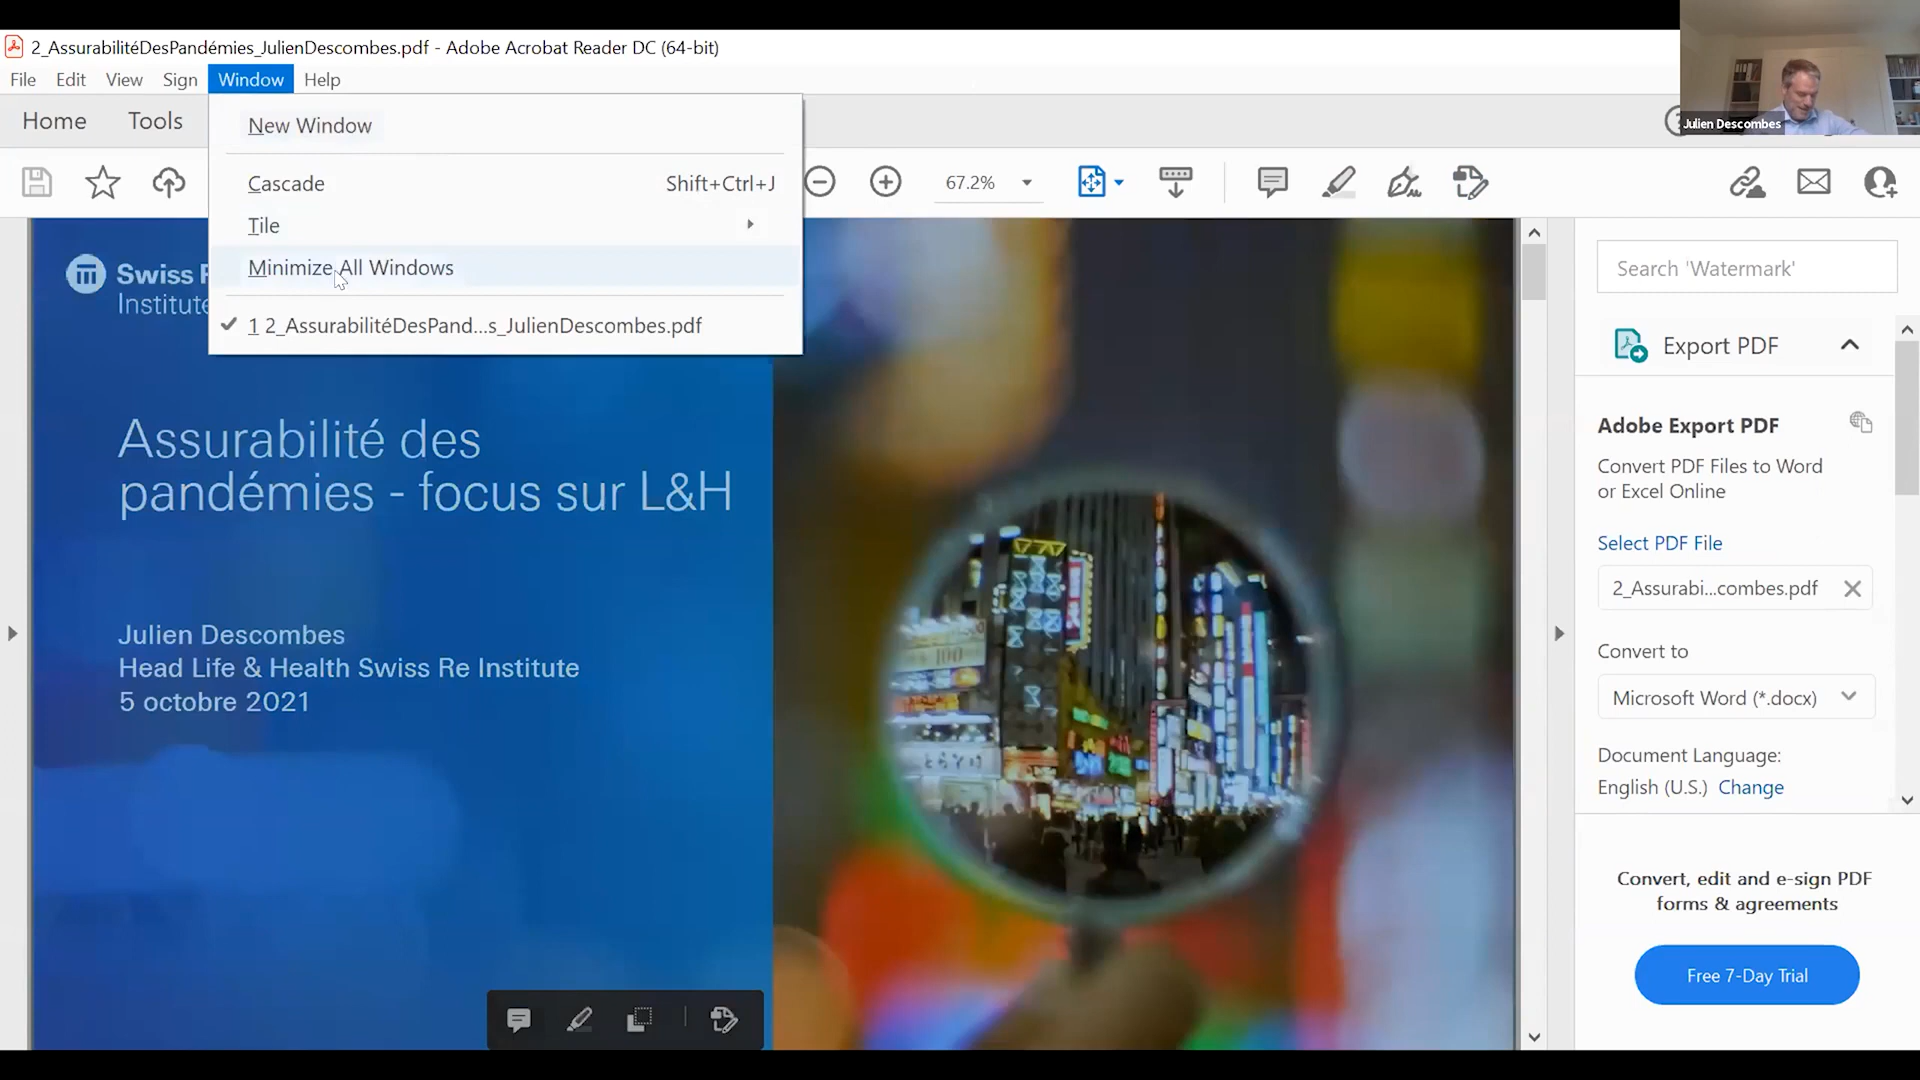 2_AssurabilitéDesPandémies_JulienDescombes.pdf - Adobe Acrobat Reader DC (64-bit)
File Edit View Sign Window Help
Julien Descombes
Home Tools
New Window
Cascade Shift+Ctrl+J
Tile
Minimize All Windows
1 2_AssurabilitéDesPand...s_JulienDescombes.pdf
67.2%
Swiss R
Institute
Assurabilité des
pandémies - focus sur L&H
Julien Descombes
Head Life & Health Swiss Re Institute
5 octobre 2021
Search 'Watermark'
Export PDF
Adobe Export PDF
Convert PDF Files to Word
or Excel Online
Select PDF File
2_Assurabi...combes.pdf
Convert to
Microsoft Word (*.docx)
Document Language:
English (U.S.) Change
Convert, edit and e-sign PDF
forms & agreements
Free 7-Day Trial